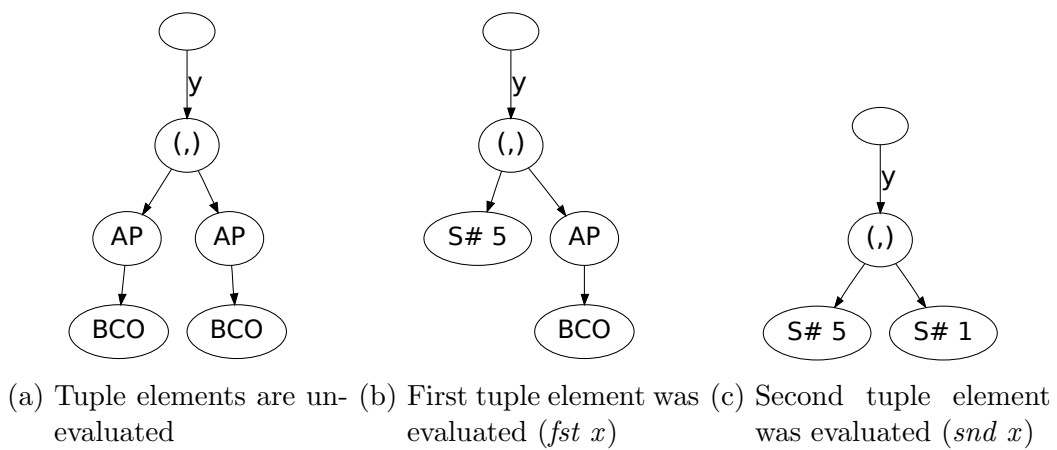 y
(,)
AP
AP
BCO
BCO
(a) Tuple elements are un-
evaluated
y
(,)
S# 5
AP
BCO
(b) First tuple element was
evaluated (fst x)
y
(,)
S# 5
S# 1
(c) Second tuple element
was evaluated (snd x)